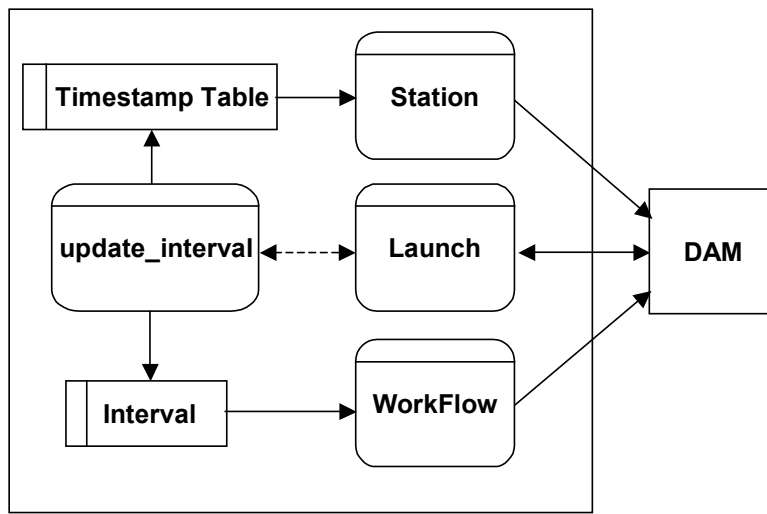 Timestamp Table
Station
update_interval
Launch
DAM
Interval
WorkFlow